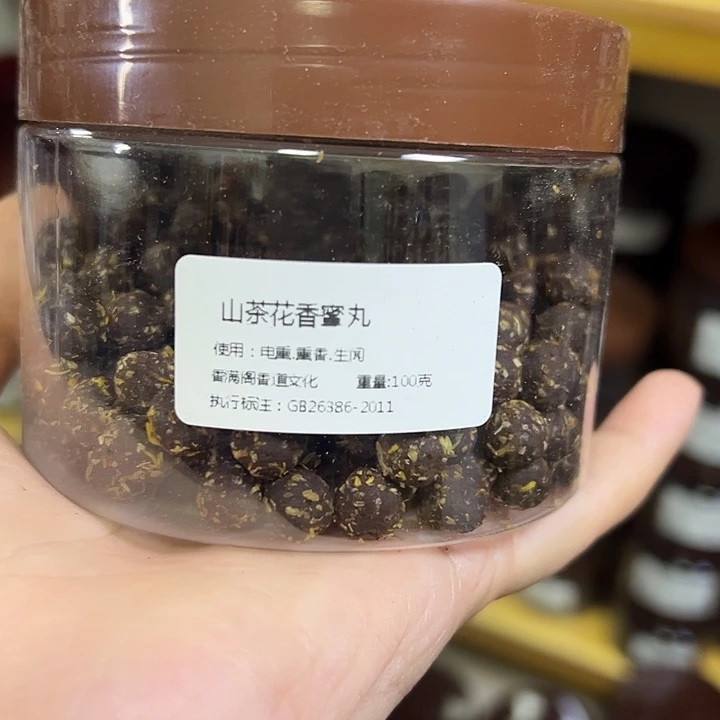 山茶花香蜜丸
使用：电熏.熏香.生闻
香满阁香道文化 重量:100克
执行标注：GB26386-2011